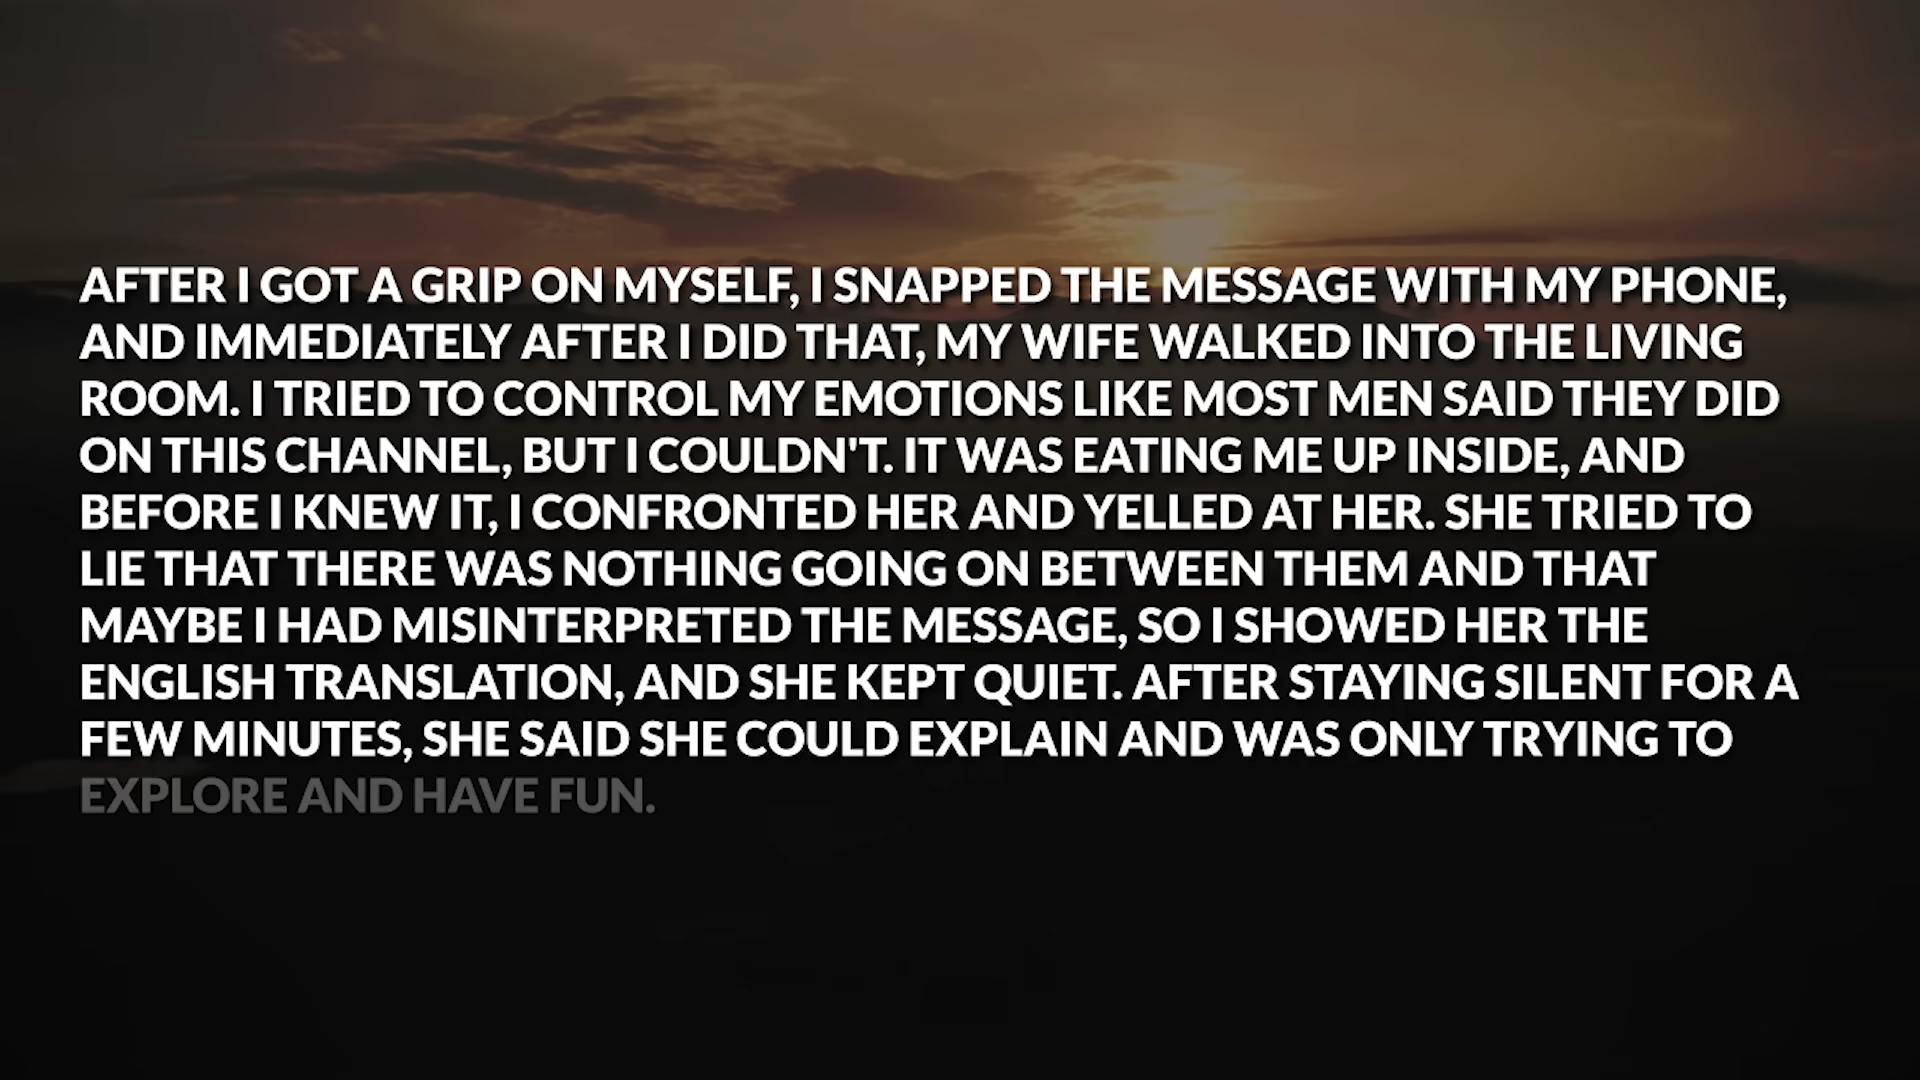 AFTER I GOT A GRIP ON MYSELF, I SNAPPED THE MESSAGE WITH MY PHONE,
AND IMMEDIATELY AFTER I DID THAT, MY WIFE WALKED INTO THE LIVING
ROOM. I TRIED TO CONTROL MY EMOTIONS LIKE MOST MEN SAID THEY DID
ON THIS CHANNEL, BUT I COULDN'T. IT WAS EATING ME UP INSIDE, AND
BEFORE I KNEW IT, I CONFRONTED HER AND YELLED AT HER. SHE TRIED TO
LIE THAT THERE WAS NOTHING GOING ON BETWEEN THEM AND THAT
MAYBE I HAD MISINTERPRETED THE MESSAGE, SO I SHOWED HER THE
ENGLISH TRANSLATION, AND SHE KEPT QUIET. AFTER STAYING SILENT FOR A
FEW MINUTES, SHE SAID SHE COULD EXPLAIN AND WAS ONLY TRYING TO
EXPLORE AND HAVE FUN.